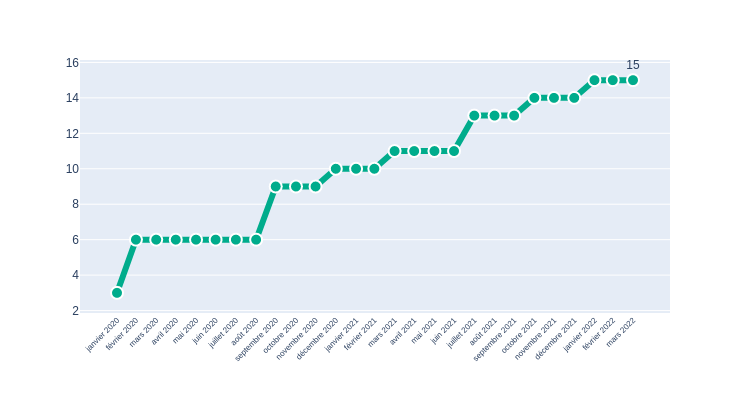 16
15
14
12
10
8
6
4
2
janvier 2020
février 2020
mars 2020
avril 2020
mai 2020
juin 2020
juillet 2020
août 2020
septembre 2020
octobre 2020
novembre 2020
décembre 2020
janvier 2021
février 2021
mars 2021
avril 2021
mai 2021
juin 2021
juillet 2021
août 2021
septembre 2021
octobre 2021
novembre 2021
décembre 2021
janvier 2022
février 2022
mars 2022